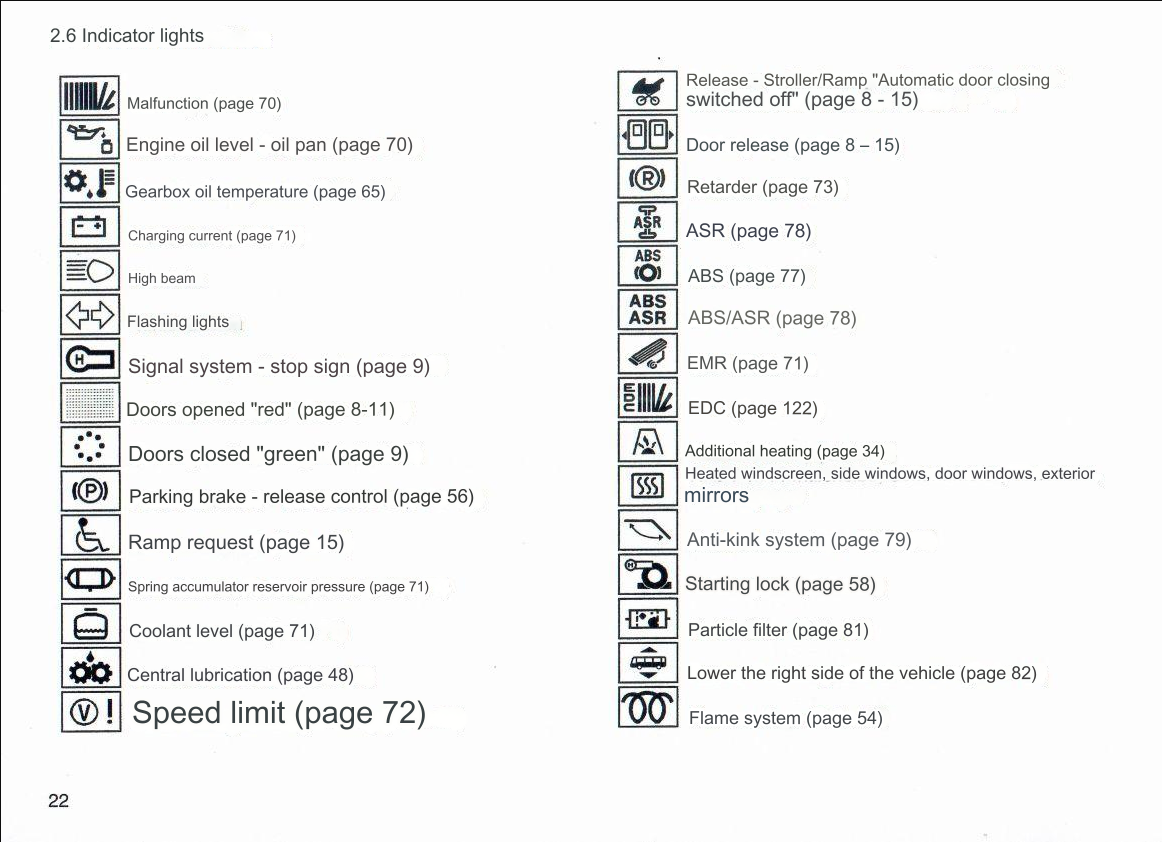 2.6 Indicator lights
Malfunction (page 70)
Engine oil level - oil pan (page 70)
Gearbox oil temperature (page 65)
Charging current (page 71)
High beam
Flashing lights
H
Signal system - stop sign (page 9)
Doors opened "red" (page 8-11)
Doors closed "green" (page 9)
P
Parking brake - release control (page 56)
Ramp request (page 15)
Spring accumulator reservoir pressure (page 71)
Coolant level (page 71)
Central lubrication (page 48)
V !
Speed limit (page 72)
Release - Stroller/Ramp "Automatic door closing
switched off" (page 8 - 15)
Door release (page 8 – 15)
R
Retarder (page 73)
ASR
ASR (page 78)
ABS
ABS (page 77)
ABS
ASR
ABS/ASR (page 78)
EMR (page 71)
EDC
EDC (page 122)
Additional heating (page 34)
Heated windscreen, side windows, door windows, exterior
mirrors
Anti-kink system (page 79)
H
Starting lock (page 58)
Particle filter (page 81)
Lower the right side of the vehicle (page 82)
Flame system (page 54)
22